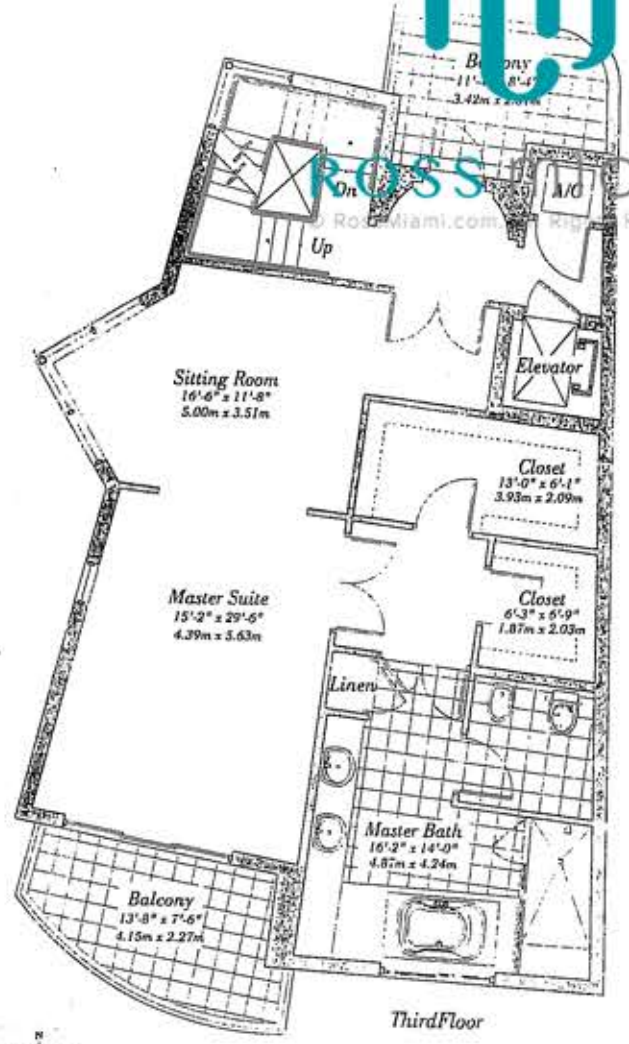 Balcony
8'-4"
3.42m x
ROSS
© RossMiami.com.
A/C
Dn
Up
Elevator
Sitting Room
16'-6" x 11'-8"
5.00m x 3.51m
Closet
13'-0" x 6'-1"
3.93m x 2.09m
Master Suite
15'-2" x 29'-6"
4.39m x 5.63m
Closet
6'-3" x 6'-9"
1.87m x 2.03m
Linen
Master Bath
16'-2" x 14'-0"
4.87m x 4.24m
Balcony
13'-8" x 7'-6"
4.15m x 2.27m
ThirdFloor
N